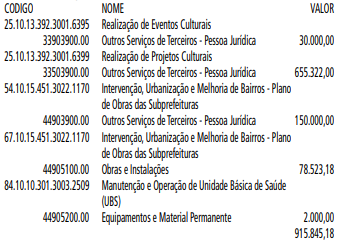 CODIGO NOME VALOR
25.10.13.392.3001.6395 Realização de Eventos Culturais
33903900.00 Outros Serviços de Terceiros - Pessoa Jurídica 30.000,00
25.10.13.392.3001.6399 Realização de Projetos Culturais
33503900.00 Outros Serviços de Terceiros - Pessoa Jurídica 655.322,00
54.10.15.451.3022.1170 Intervenção, Urbanização e Melhoria de Bairros - Plano
de Obras das Subprefeituras
44903900.00 Outros Serviços de Terceiros - Pessoa Jurídica 150.000,00
67.10.15.451.3022.1170 Intervenção, Urbanização e Melhoria de Bairros - Plano
de Obras das Subprefeituras
44905100.00 Obras e Instalações 78.523,18
84.10.10.301.3003.2509 Manutenção e Operação de Unidade Básica de Saúde
(UBS)
44905200.00 Equipamentos e Material Permanente 2.000,00
915.845,18